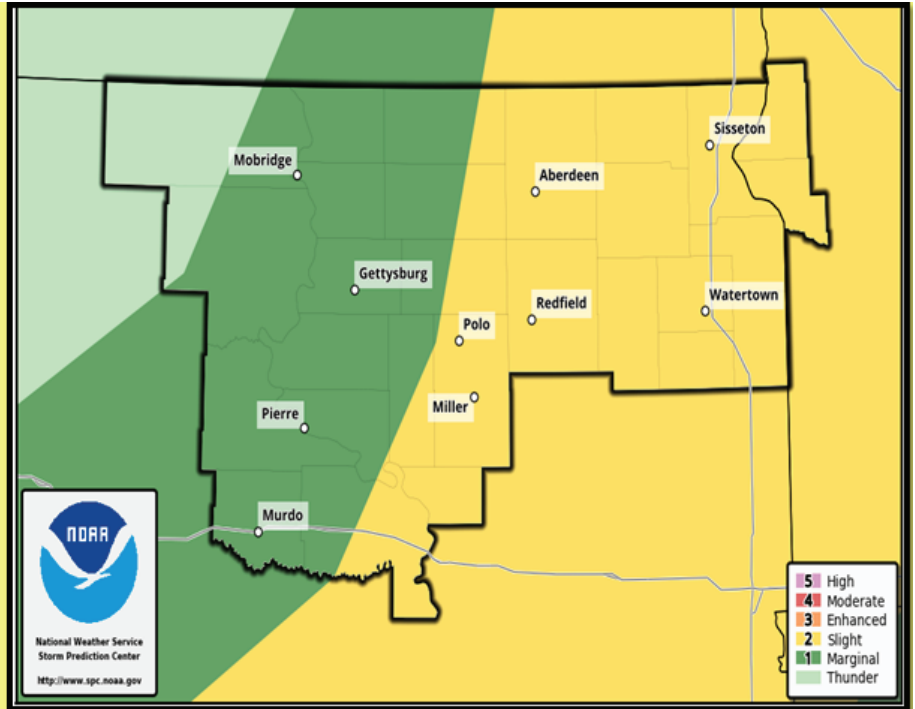 Sisseton
Mobridge
Aberdeen
Gettysburg
Watertown
Redfield
Polo
Miller
Pierre
Murdo
NOAA
National Weather Service
Storm Prediction Center
http://www.spc.noaa.gov
5 High
4 Moderate
3 Enhanced
2 Slight
1 Marginal
Thunder